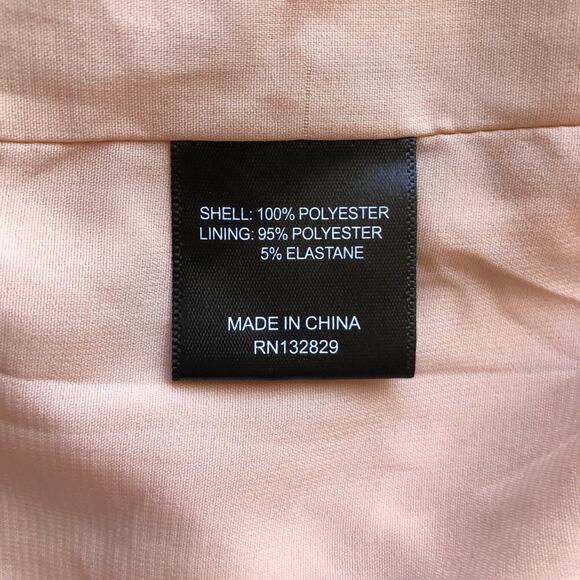 SHELL: 100% POLYESTER
LINING: 95% POLYESTER
5% ELASTANE
MADE IN CHINA
RN132829